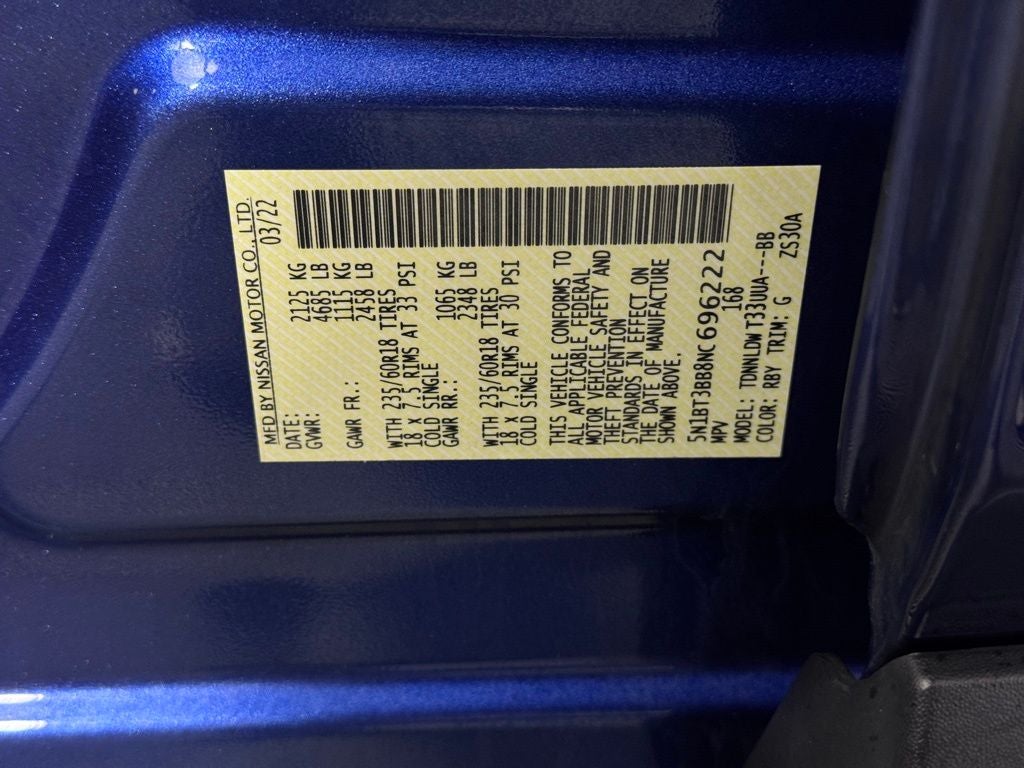 MFD BY NISSAN MOTOR CO., LTD.
DATE: 03/22
GVWR: 2125 KG
4685 LB
GAWR FR.: 1115 KG
2458 LB
WITH 235/60R18 TIRES
18 X 7.5 RIMS AT 33 PSI
COLD SINGLE
GAWR RR.: 1065 KG
2348 LB
WITH 235/60R18 TIRES
18 X 7.5 RIMS AT 30 PSI
COLD SINGLE
THIS VEHICLE CONFORMS TO
ALL APPLICABLE FEDERAL
MOTOR VEHICLE SAFETY AND
THEFT PREVENTION
STANDARDS IN EFFECT ON
THE DATE OF MANUFACTURE
SHOWN ABOVE.
5N1BT3BB8NC696222
MPV 168
MODEL: TDNNLDWT33UUA---BB
COLOR: RBY TRIM: G ZS30A